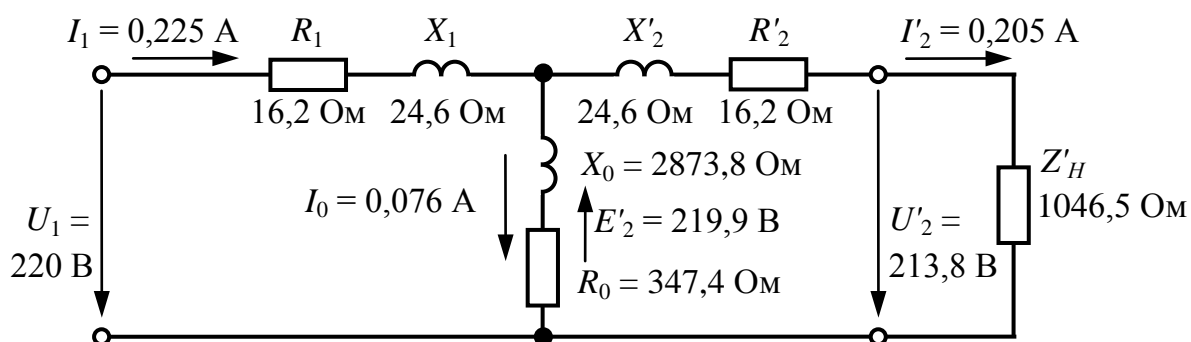 I1 = 0,225 А
R1
X1
X'2
R'2
I'2 = 0,205 А
16,2 Ом
24,6 Ом
24,6 Ом
16,2 Ом
X0 = 2873,8 Ом
Z'H
1046,5 Ом
I0 = 0,076 А
E'2 = 219,9 В
U1 =
220 В
U'2 =
213,8 В
R0 = 347,4 Ом